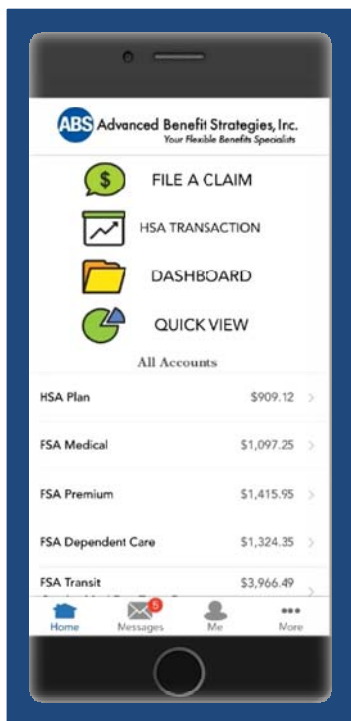 ABS Advanced Benefit Strategies, Inc.
Your Flexible Benefits Specialists
$ FILE A CLAIM
HSA TRANSACTION
DASHBOARD
QUICK VIEW
All Accounts
HSA Plan $909.12
FSA Medical $1,097.25
FSA Premium $1,415.95
FSA Dependent Care $1,324.35
FSA Transit $3,966.49
5
Home Messages Me More